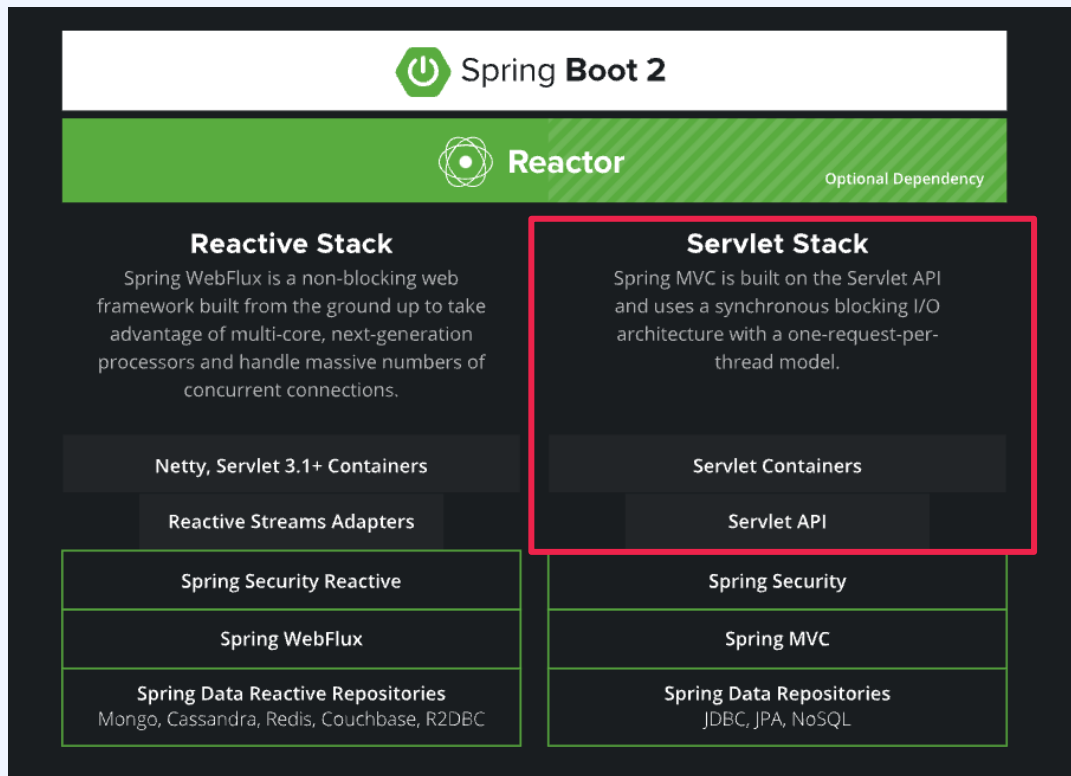 Spring Boot 2
Reactor
Optional Dependency
Reactive Stack
Spring WebFlux is a non-blocking web
framework built from the ground up to take
advantage of multi-core, next-generation
processors and handle massive numbers of
concurrent connections.
Netty, Servlet 3.1+ Containers
Reactive Streams Adapters
Spring Security Reactive
Spring WebFlux
Spring Data Reactive Repositories
Mongo, Cassandra, Redis, Couchbase, R2DBC
Servlet Stack
Spring MVC is built on the Servlet API
and uses a synchronous blocking I/O
architecture with a one-request-per-
thread model.
Servlet Containers
Servlet API
Spring Security
Spring MVC
Spring Data Repositories
JDBC, JPA, NoSQL